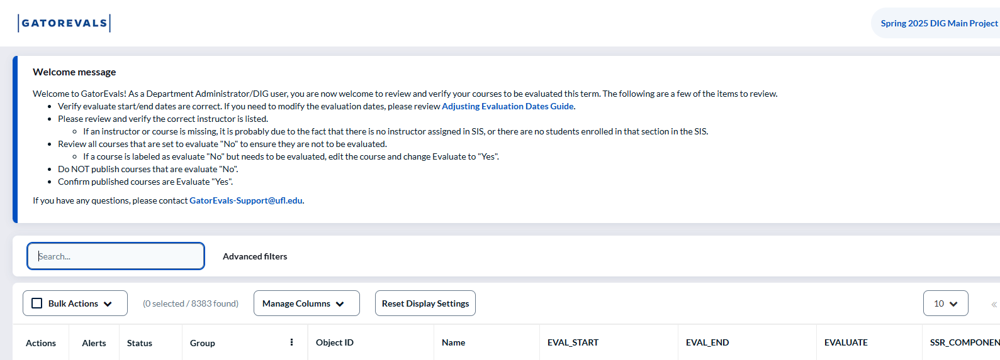 GATOREVALS
Spring 2025 DIG Main Project
Welcome message
Welcome to GatorEvals! As a Department Administrator/DIG user, you are now welcome to review and verify your courses to be evaluated this term. The following are a few of the items to review.
Verify evaluate start/end dates are correct. If you need to modify the evaluation dates, please review Adjusting Evaluation Dates Guide.
Please review and verify the correct instructor is listed.
If an instructor or course is missing, it is probably due to the fact that there is no instructor assigned in SIS, or there are no students enrolled in that section in the SIS.
Review all courses that are set to evaluate "No" to ensure they are not to be evaluated.
If a course is labeled as evaluate "No" but needs to be evaluated, edit the course and change Evaluate to "Yes".
Do NOT publish courses that are evaluate "No".
Confirm published courses are Evaluate "Yes".
If you have any questions, please contact GatorEvals-Support@ufl.edu.
Search... Advanced filters
Bulk Actions (0 selected / 8383 found) Manage Columns Reset Display Settings 10 «
Actions Alerts Status Group Object ID Name EVAL_START EVAL_END EVALUATE SSR_COMPONEN